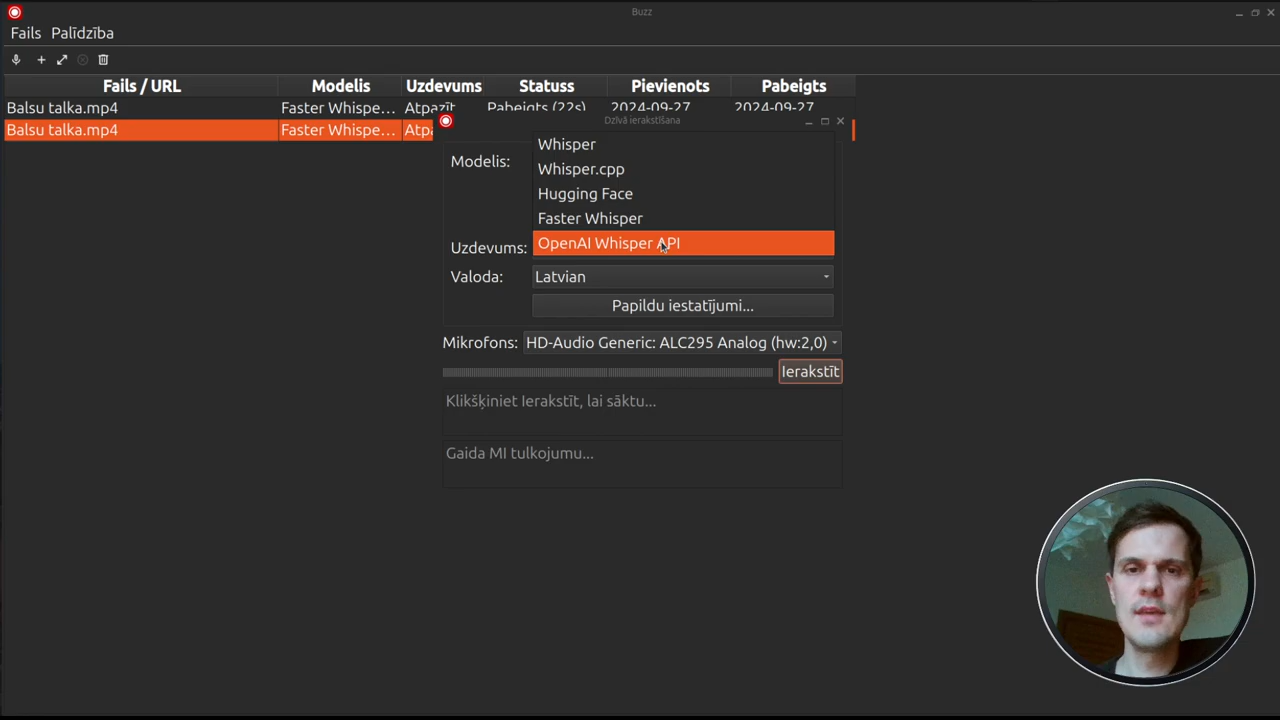 Buzz
Fails Palīdzība
Fails / URL Modelis Uzdevums Statuss Pievienots Pabeigts
Balsu talka.mp4 Faster Whispe... Atpazīt Pabeigts (22s) 2024-09-27 2024-09-27
Balsu talka.mp4 Faster Whispe...
Dzīvā ierakstīšana
Modelis:
Whisper
Whisper.cpp
Hugging Face
Faster Whisper
OpenAI Whisper API
Uzdevums:
Valoda: Latvian
Papildu iestatījumi...
Mikrofons: HD-Audio Generic: ALC295 Analog (hw:2,0)
Ierakstīt
Klikšķiniet Ierakstīt, lai sāktu...
Gaida MI tulkojumu...